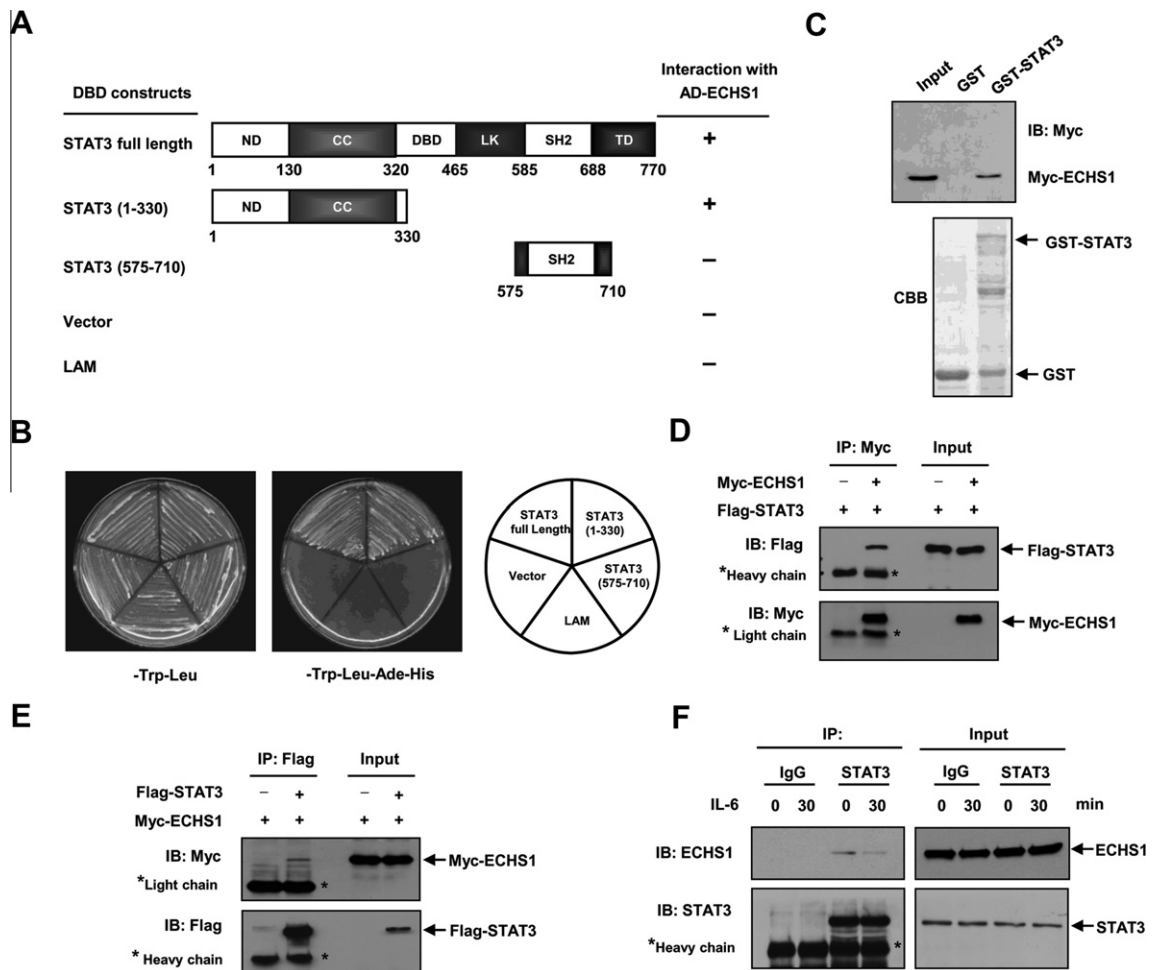 A
DBD constructs
Interaction with
AD-ECHS1
STAT3 full length
ND CC DBD LK SH2 TD
+
1 130 320 465 585 688 770
STAT3 (1-330)
ND CC
+
1 330
STAT3 (575-710)
SH2
–
575 710
Vector
–
LAM
–
B
-Trp-Leu
-Trp-Leu-Ade-His
STAT3
full Length
STAT3
(1-330)
Vector
STAT3
(575-710)
LAM
C
Input GST GST-STAT3
IB: Myc
Myc-ECHS1
GST-STAT3
CBB
GST
D
IP: Myc Input
Myc-ECHS1 – + – +
Flag-STAT3 + + + +
IB: Flag
Flag-STAT3
*Heavy chain *
IB: Myc
Myc-ECHS1
* Light chain *
E
IP: Flag Input
Flag-STAT3 – + – +
Myc-ECHS1 + + + +
IB: Myc
Myc-ECHS1
*Light chain *
IB: Flag
Flag-STAT3
* Heavy chain *
F
IP: Input
IgG STAT3 IgG STAT3
IL-6 0 30 0 30 0 30 0 30 min
IB: ECHS1
ECHS1
IB: STAT3
STAT3
*Heavy chain *